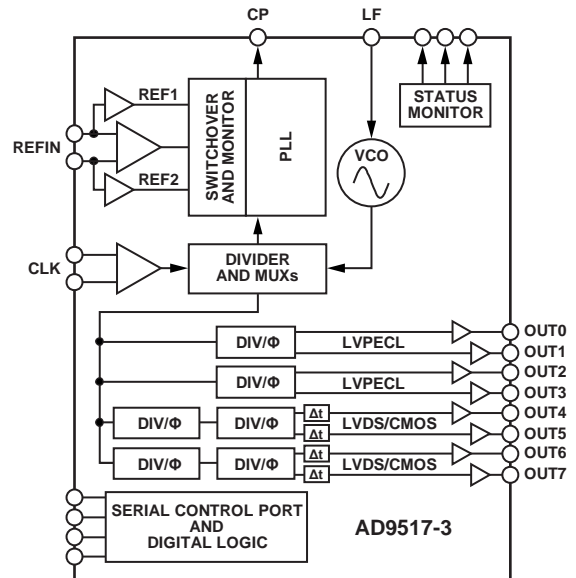 CP
LF
REF1
REFIN
REF2
SWITCHOVER
AND MONITOR
PLL
VCO
STATUS
MONITOR
CLK
DIVIDER
AND MUXs
DIV/Φ
LVPECL
OUT0
OUT1
DIV/Φ
LVPECL
OUT2
OUT3
DIV/Φ
DIV/Φ
Δt
Δt
LVDS/CMOS
OUT4
OUT5
DIV/Φ
DIV/Φ
Δt
Δt
LVDS/CMOS
OUT6
OUT7
SERIAL CONTROL PORT
AND
DIGITAL LOGIC
AD9517-3